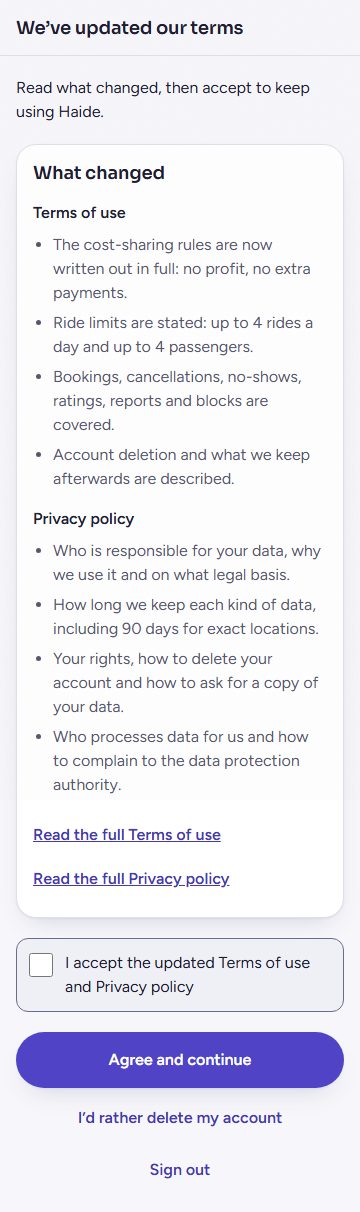 We’ve updated our terms
Read what changed, then accept to keep
using Haide.
What changed
Terms of use
• The cost-sharing rules are now
written out in full: no profit, no extra
payments.
• Ride limits are stated: up to 4 rides a
day and up to 4 passengers.
• Bookings, cancellations, no-shows,
ratings, reports and blocks are
covered.
• Account deletion and what we keep
afterwards are described.
Privacy policy
• Who is responsible for your data, why
we use it and on what legal basis.
• How long we keep each kind of data,
including 90 days for exact locations.
• Your rights, how to delete your
account and how to ask for a copy of
your data.
• Who processes data for us and how
to complain to the data protection
authority.
Read the full Terms of use
Read the full Privacy policy
I accept the updated Terms of use
and Privacy policy
Agree and continue
I’d rather delete my account
Sign out